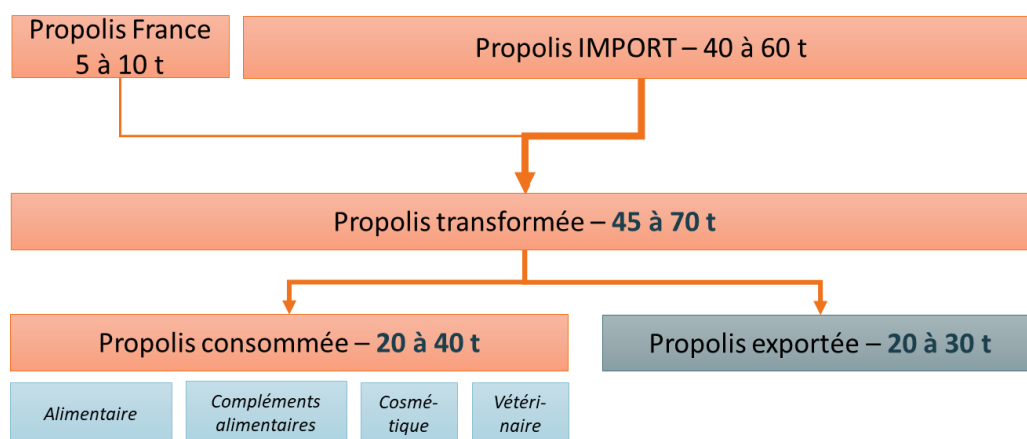 Propolis France
5 à 10 t
Propolis IMPORT – 40 à 60 t
Propolis transformée – 45 à 70 t
Propolis consommée – 20 à 40 t
Propolis exportée – 20 à 30 t
Alimentaire
Compléments
alimentaires
Cosmé-
tique
Vétéri-
naire